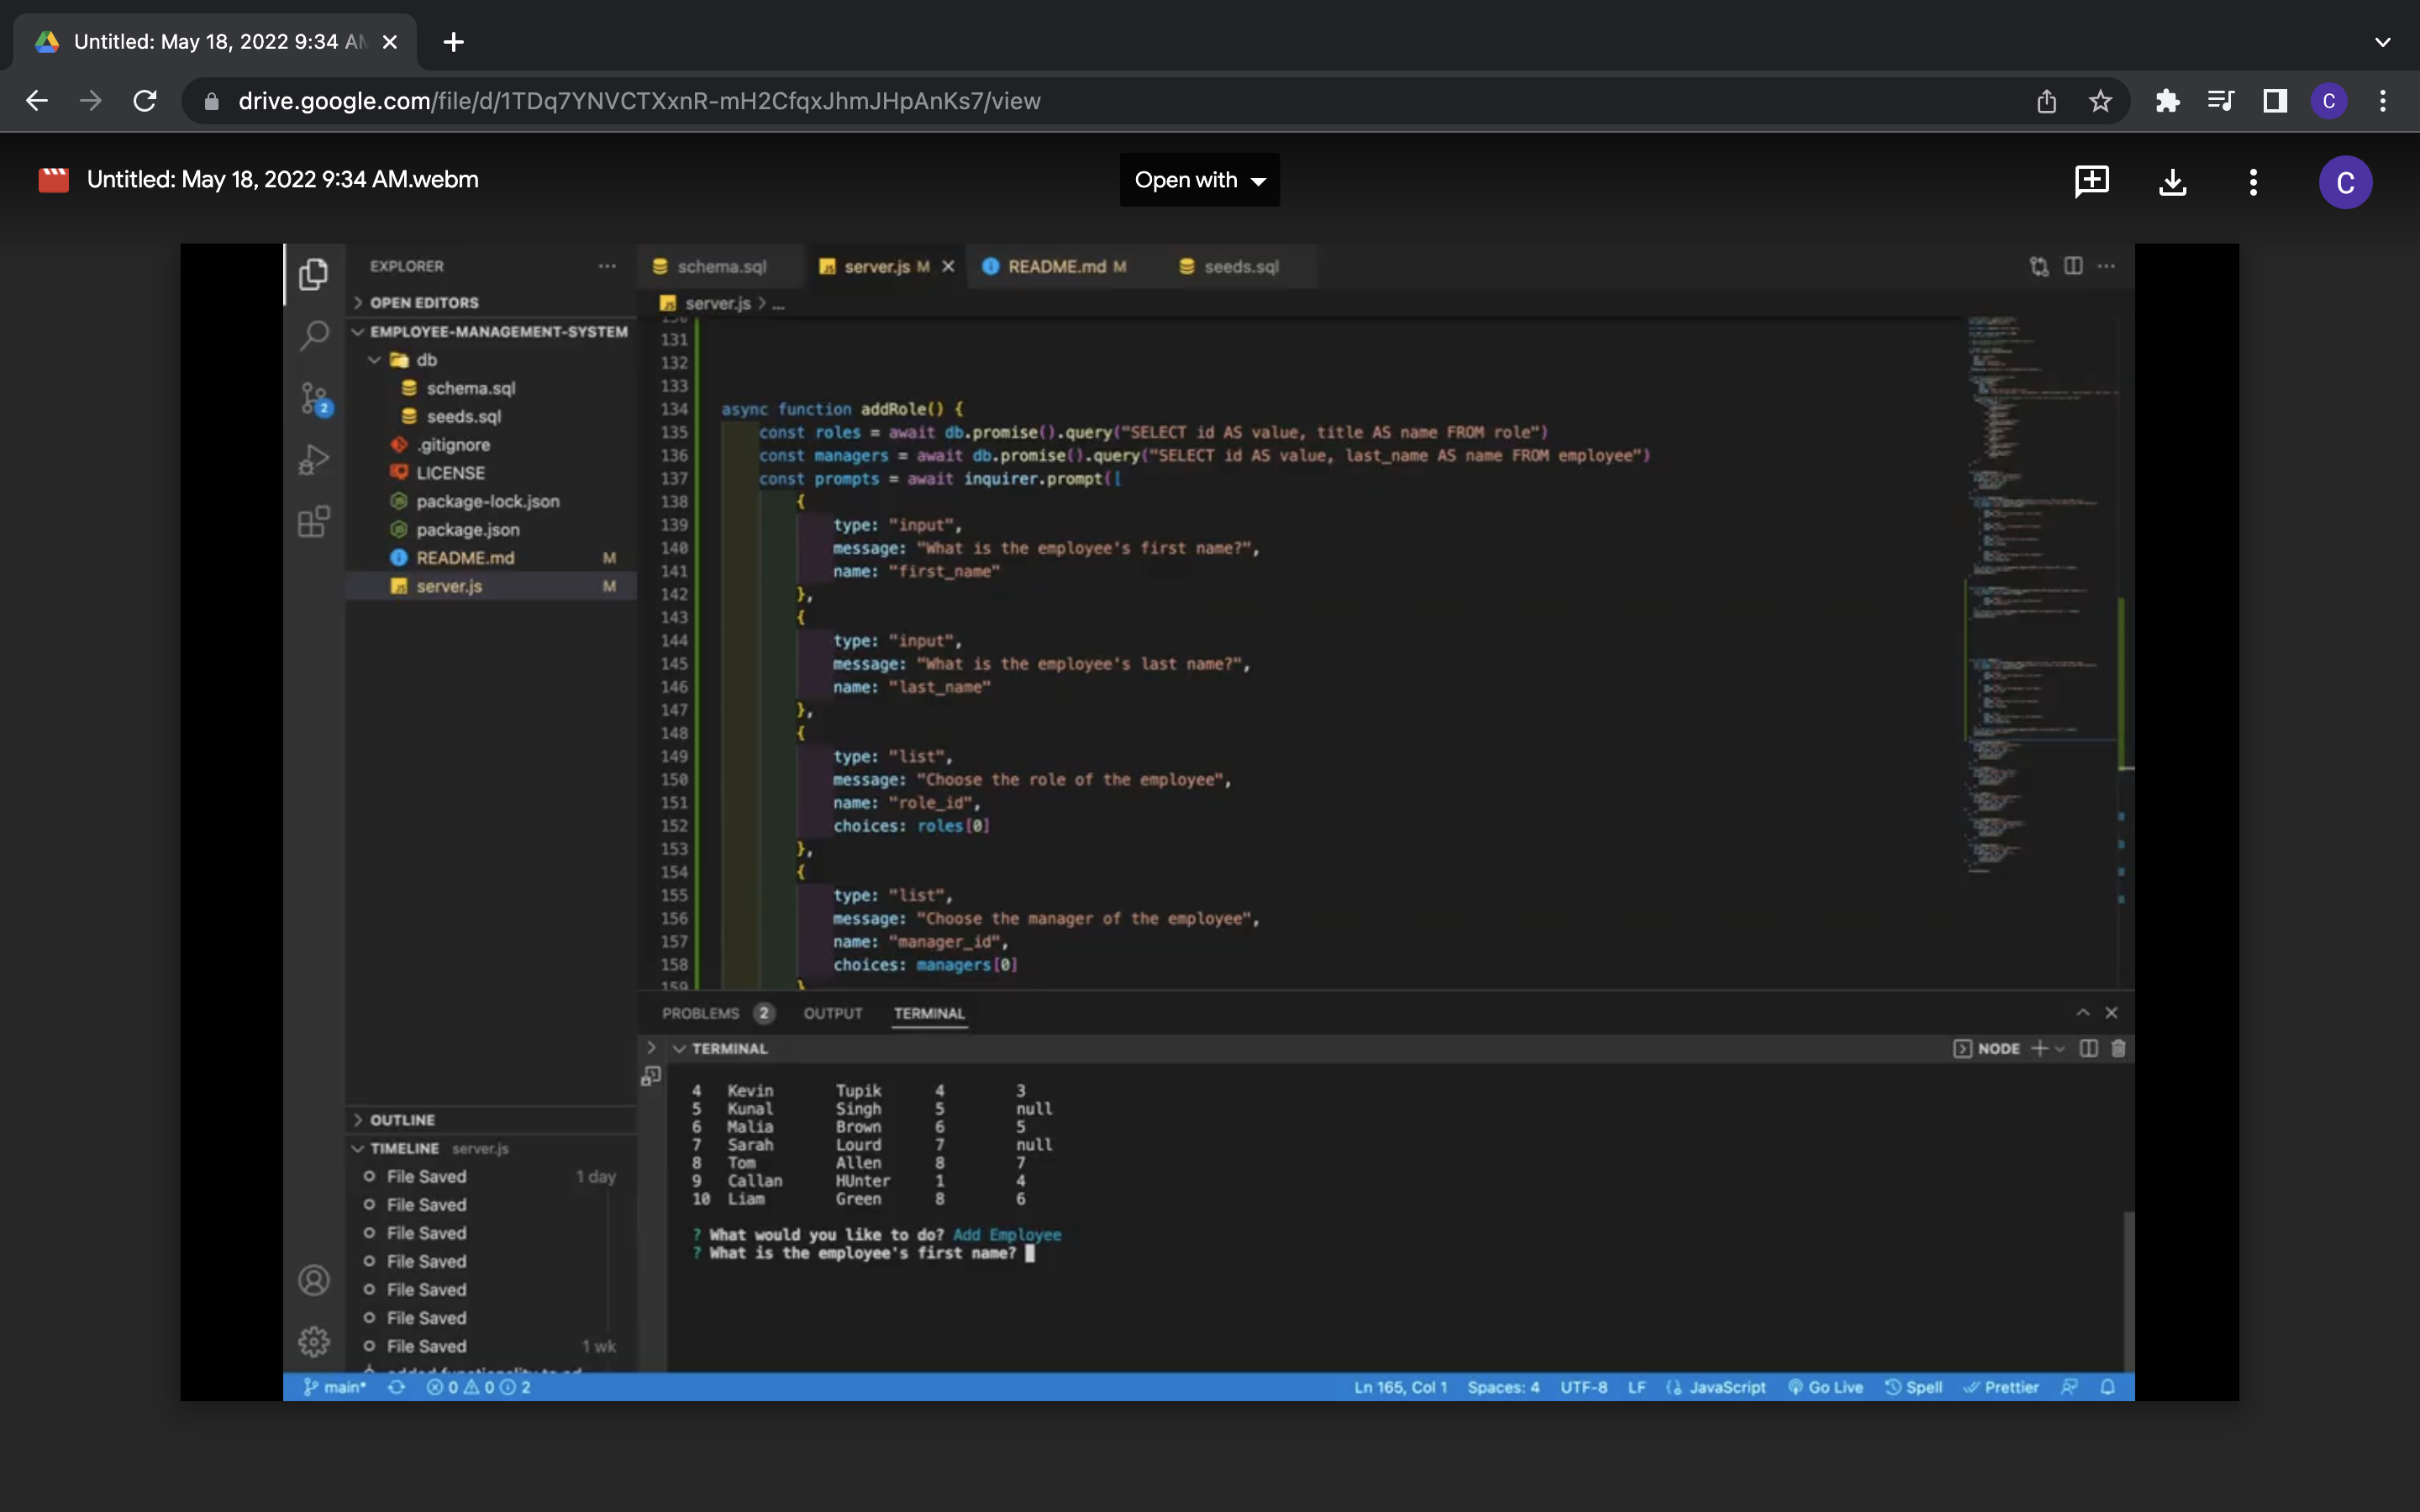 Untitled: May 18, 2022 9:34 AM
drive.google.com/file/d/1TDq7YNVCTXxnR-mH2CfqxJhmJHpAnKs7/view
C
Untitled: May 18, 2022 9:34 AM.webm
Open with
C
EXPLORER
OPEN EDITORS
EMPLOYEE-MANAGEMENT-SYSTEM
db
schema.sql
seeds.sql
.gitignore
LICENSE
package-lock.json
package.json
README.md M
server.js M
2
schema.sql server.js M README.md M seeds.sql
server.js > ...
131
132
133
134 async function addRole() {
135 const roles = await db.promise().query("SELECT id AS value, title AS name FROM role")
136 const managers = await db.promise().query("SELECT id AS value, last_name AS name FROM employee")
137 const prompts = await inquirer.prompt([
138 {
139 type: "input",
140 message: "What is the employee's first name?",
141 name: "first_name"
142 },
143 {
144 type: "input",
145 message: "What is the employee's last name?",
146 name: "last_name"
147 },
148 {
149 type: "list",
150 message: "Choose the role of the employee",
151 name: "role_id",
152 choices: roles[0]
153 },
154 {
155 type: "list",
156 message: "Choose the manager of the employee",
157 name: "manager_id",
158 choices: managers[0]
159 }
PROBLEMS 2 OUTPUT TERMINAL
TERMINAL NODE
4 Kevin Tupik 4 3
5 Kunal Singh 5 null
6 Malia Brown 6 5
7 Sarah Lourd 7 null
8 Tom Allen 8 7
9 Callan HUnter 1 4
10 Liam Green 8 6
? What would you like to do? Add Employee
? What is the employee's first name?
OUTLINE
TIMELINE server.js
File Saved 1 day
File Saved
File Saved
File Saved
File Saved
File Saved
File Saved 1 wk
main* 0 0 2 Ln 165, Col 1 Spaces: 4 UTF-8 LF JavaScript Go Live Spell Prettier